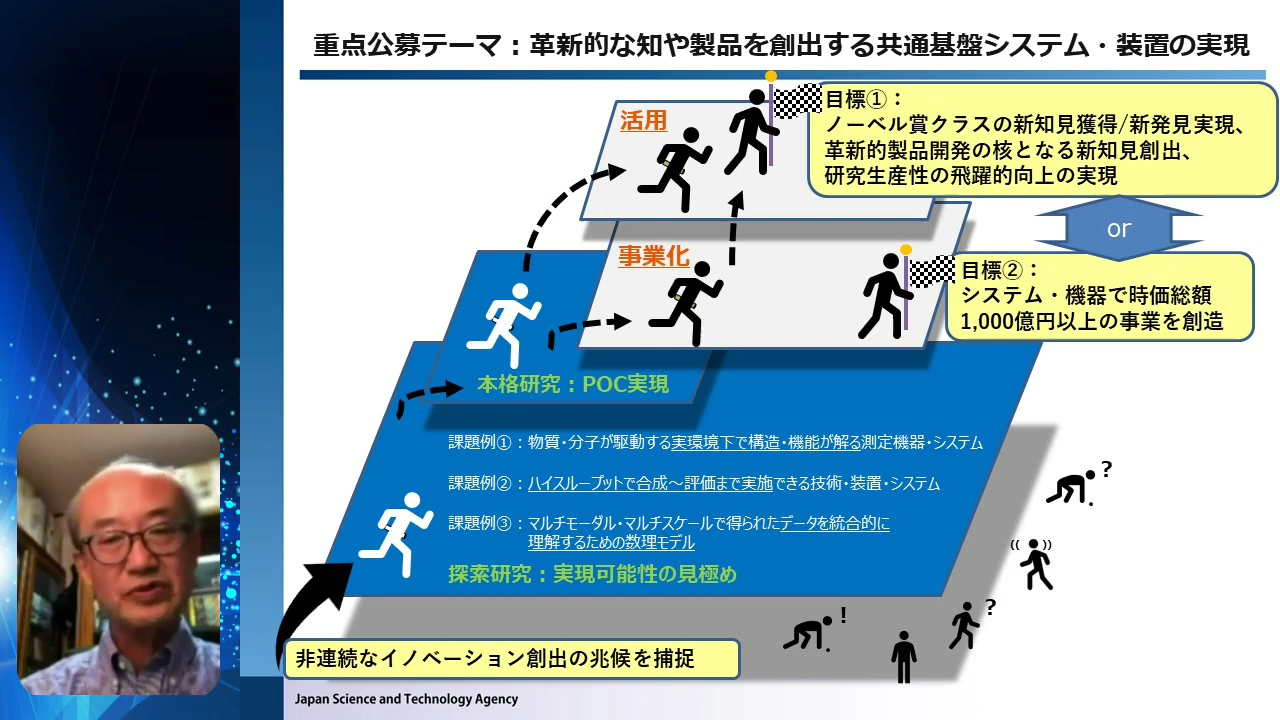 重点公募テーマ：革新的な知や製品を創出する共通基盤システム・装置の実現
活用
目標①：
ノーベル賞クラスの新知見獲得/新発見実現、
革新的製品開発の核となる新知見創出、
研究生産性の飛躍的向上の実現
or
事業化
目標②：
システム・機器で時価総額
1,000億円以上の事業を創造
本格研究：POC実現
課題例①：物質・分子が駆動する実環境下で構造・機能が解る測定機器・システム
課題例②：ハイスループットで合成～評価まで実施できる技術・装置・システム
課題例③：マルチモーダル・マルチスケールで得られたデータを統合的に
理解するための数理モデル
探索研究：実現可能性の見極め
?
(( ))
?
!
非連続なイノベーション創出の兆候を捕捉
Japan Science and Technology Agency